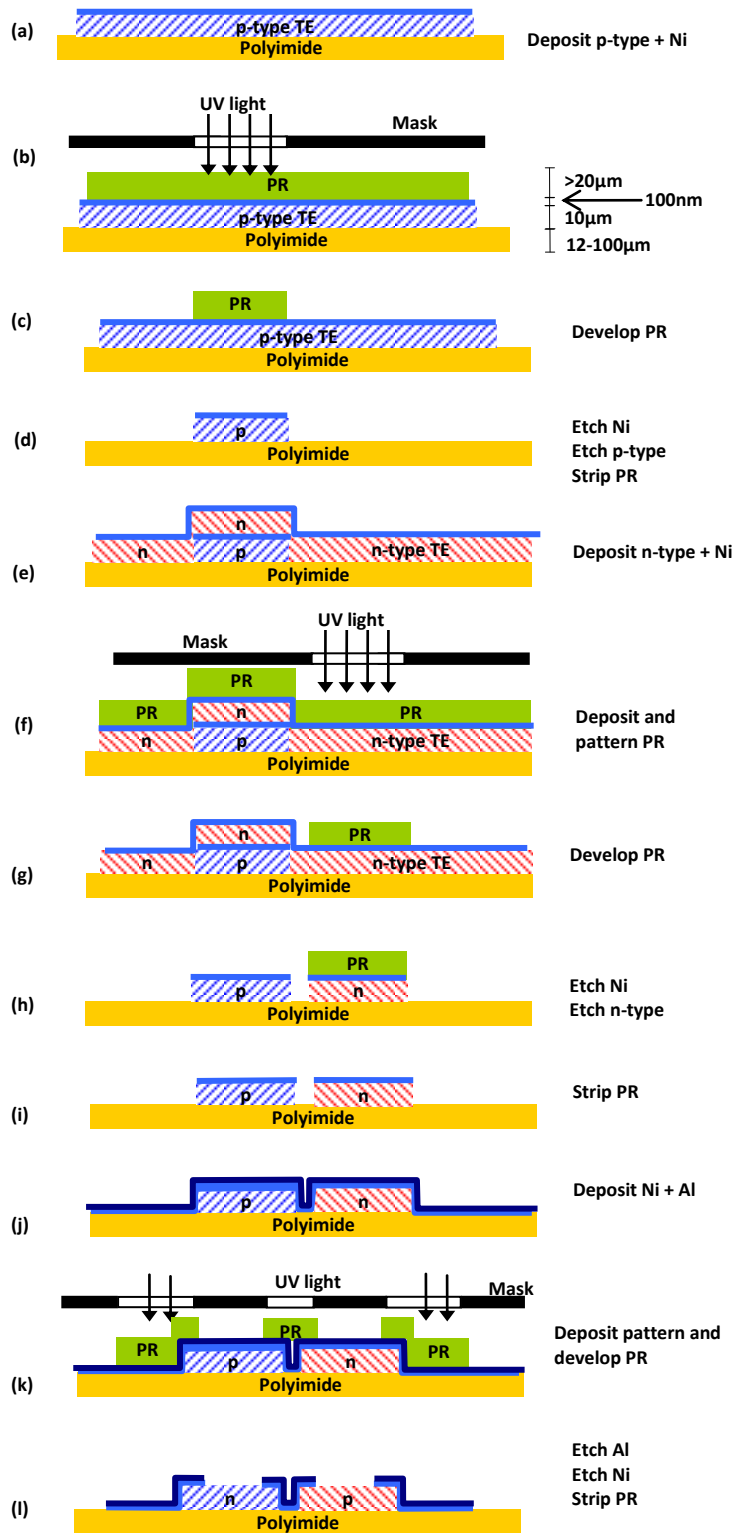 (a)
p-type TE
Polyimide
Deposit p-type + Ni
UV light
Mask
(b)
PR
p-type TE
Polyimide
>20µm
100nm
10µm
12-100µm
(c)
PR
p-type TE
Polyimide
Develop PR
(d)
p
Polyimide
Etch Ni
Etch p-type
Strip PR
(e)
n
n
p
n-type TE
Polyimide
Deposit n-type + Ni
UV light
Mask
(f)
PR
PR
PR
n
n
p
n-type TE
Polyimide
Deposit and
pattern PR
(g)
n
PR
n
p
n-type TE
Polyimide
Develop PR
(h)
PR
p
n
Polyimide
Etch Ni
Etch n-type
(i)
p
n
Polyimide
Strip PR
(j)
p
n
Polyimide
Deposit Ni + Al
UV light
Mask
(k)
PR
PR
PR
p
n
Polyimide
Deposit pattern and
develop PR
(l)
n
p
Polyimide
Etch Al
Etch Ni
Strip PR